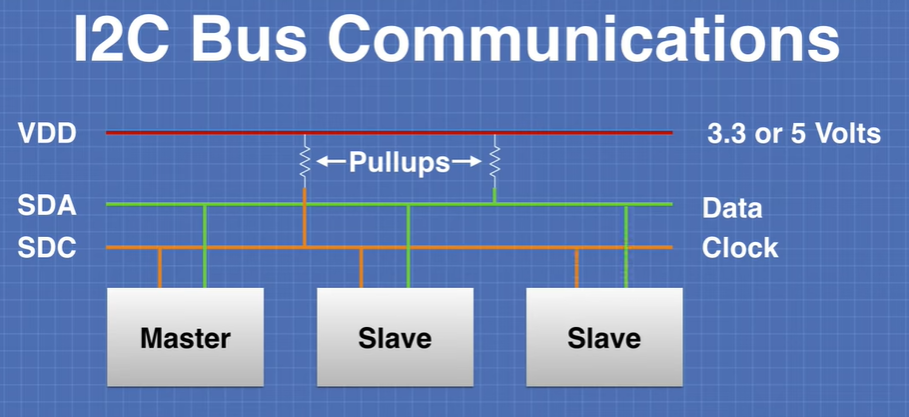 I2C Bus Communications
VDD 3.3 or 5 Volts
Pullups
SDA Data
SDC Clock
Master Slave Slave